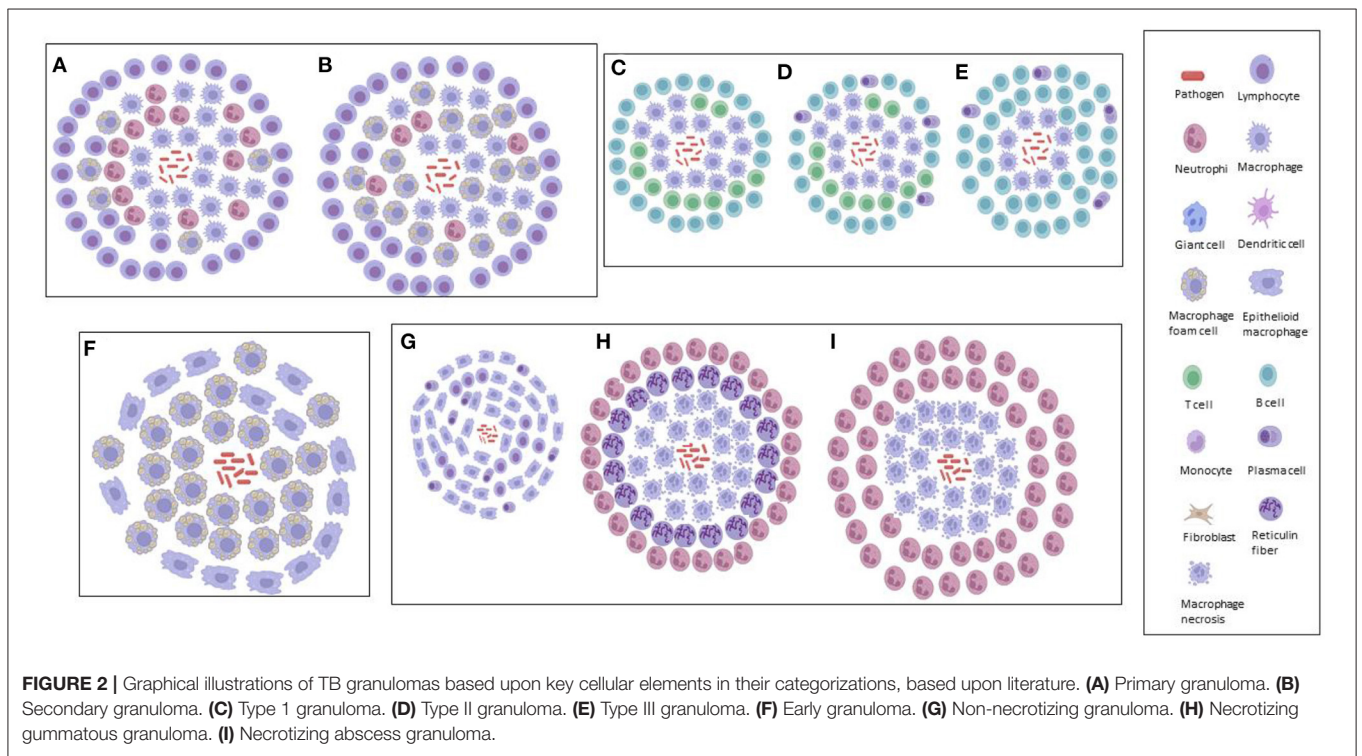 A
B
C
D
E
F
G
H
I
Pathogen
Lymphocyte
Neutrophi
Macrophage
Giant cell
Dendritic cell
Macrophage
foam cell
Epithelioid
macrophage
T cell
B cell
Monocyte
Plasma cell
Fibroblast
Reticulin
fiber
Macrophage
necrosis
FIGURE 2 | Graphical illustrations of TB granulomas based upon key cellular elements in their categorizations, based upon literature. (A) Primary granuloma. (B)
Secondary granuloma. (C) Type 1 granuloma. (D) Type II granuloma. (E) Type III granuloma. (F) Early granuloma. (G) Non-necrotizing granuloma. (H) Necrotizing
gummatous granuloma. (I) Necrotizing abscess granuloma.